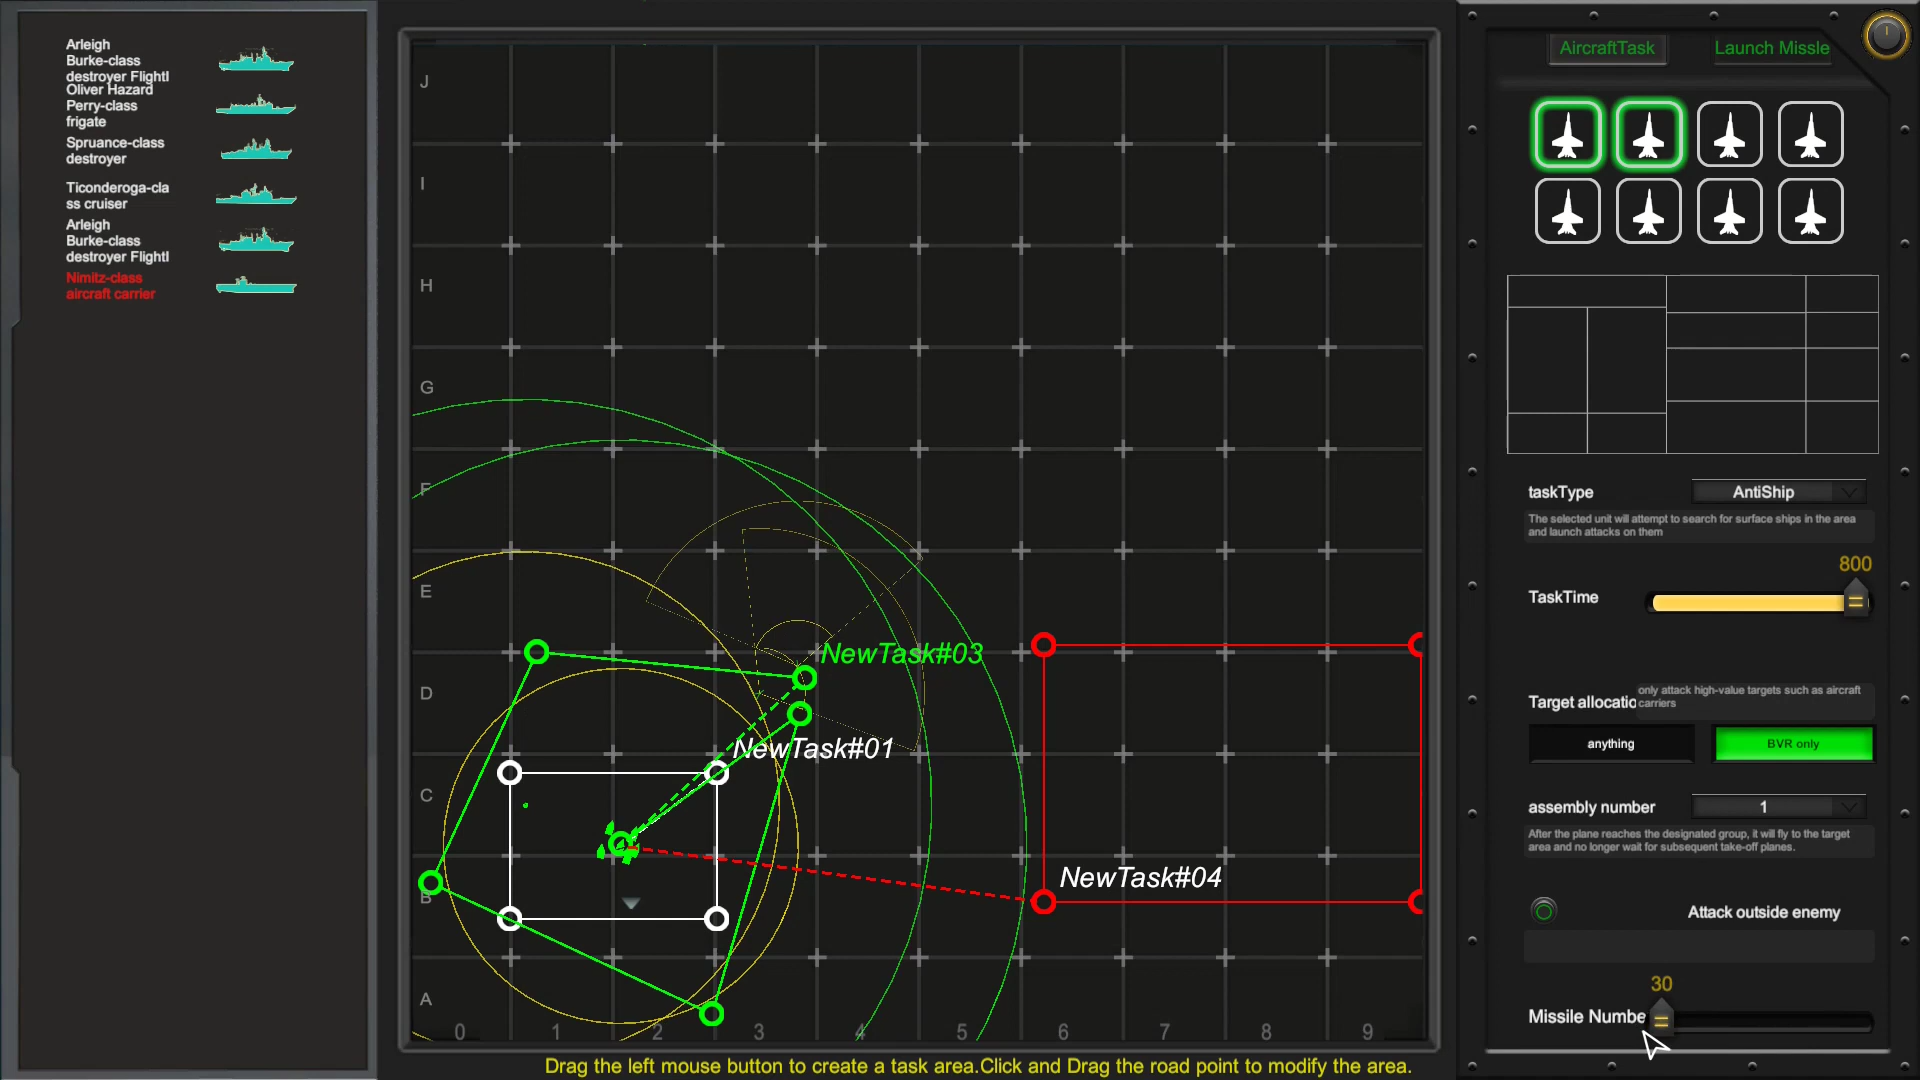 Arleigh
Burke-class
destroyer FlightI
Oliver Hazard
Perry-class
frigate
Spruance-class
destroyer
Ticonderoga-cla
ss cruiser
Arleigh
Burke-class
destroyer FlightI
Nimitz-class
aircraft carrier
J
I
H
G
F
E
D
C
B
A
0 1 2 3 4 5 6 7 8 9
NewTask#03
NewTask#01
NewTask#04
Drag the left mouse button to create a task area.Click and Drag the road point to modify the area.
AircraftTask Launch Missle
taskType AntiShip
The selected unit will attempt to search for surface ships in the area
and launch attacks on them
800
TaskTime
Target allocatio
only attack high-value targets such as aircraft
carriers
anything BVR only
assembly number 1
After the plane reaches the designated group, it will fly to the target
area and no longer wait for subsequent take-off planes.
Attack outside enemy
30
Missile Numbe